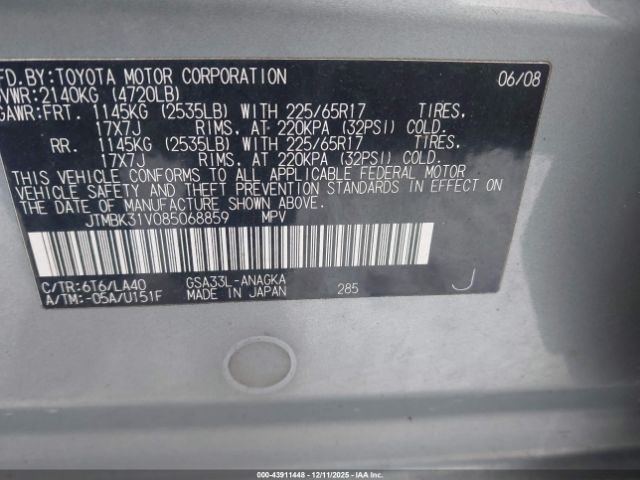 FD.BY:TOYOTA MOTOR CORPORATION 06/08
VWR:2140KG (4720LB)
GAWR:FRT. 1145KG (2535LB) WITH 225/65R17 TIRES,
17X7J RIMS, AT 220KPA (32PSI) COLD.
RR. 1145KG (2535LB) WITH 225/65R17 TIRES,
17X7J RIMS, AT 220KPA (32PSI) COLD.
THIS VEHICLE CONFORMS TO ALL APPLICABLE FEDERAL MOTOR
VEHICLE SAFETY AND THEFT PREVENTION STANDARDS IN EFFECT ON
THE DATE OF MANUFACTURE SHOWN ABOVE.
JTMBK31V085068859 MPV
C/TR:6T6/LA40 GSA33L-ANAGKA
A/TM:-05A/U151F MADE IN JAPAN 285 J
000-43911448 - 12/11/2025 - IAAI.COM